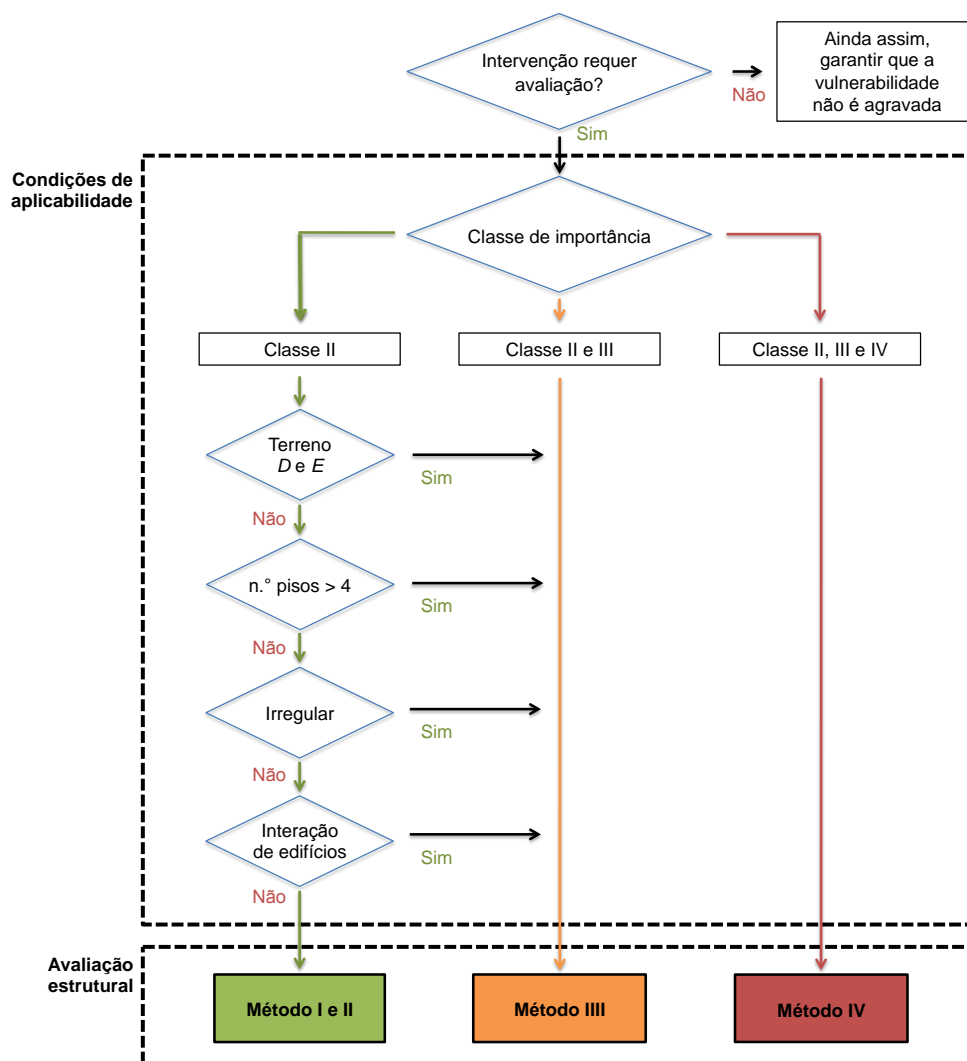 Intervenção requer
avaliação?
Não
Ainda assim,
garantir que a
vulnerabilidade
não é agravada
Sim
Condições de
aplicabilidade
Classe de importância
Classe II
Classe II e III
Classe II, III e IV
Terreno
D e E
Sim
Não
n.° pisos > 4
Sim
Não
Irregular
Sim
Não
Interação
de edifícios
Sim
Não
Avaliação
estrutural
Método I e II
Método IIII
Método IV